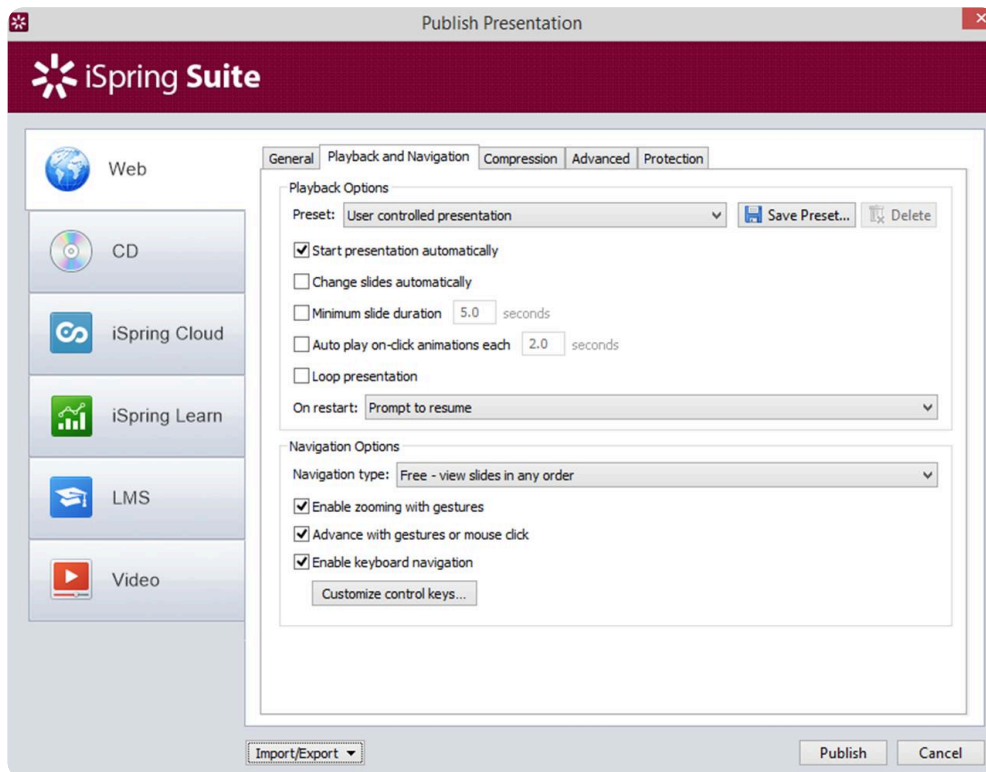 Publish Presentation
iSpring Suite
Web
CD
iSpring Cloud
iSpring Learn
LMS
Video
General Playback and Navigation Compression Advanced Protection
Playback Options
Preset: User controlled presentation Save Preset... Delete
Start presentation automatically
Change slides automatically
Minimum slide duration 5.0 seconds
Auto play on-click animations each 2.0 seconds
Loop presentation
On restart: Prompt to resume
Navigation Options
Navigation type: Free - view slides in any order
Enable zooming with gestures
Advance with gestures or mouse click
Enable keyboard navigation
Customize control keys...
Import/Export Publish Cancel